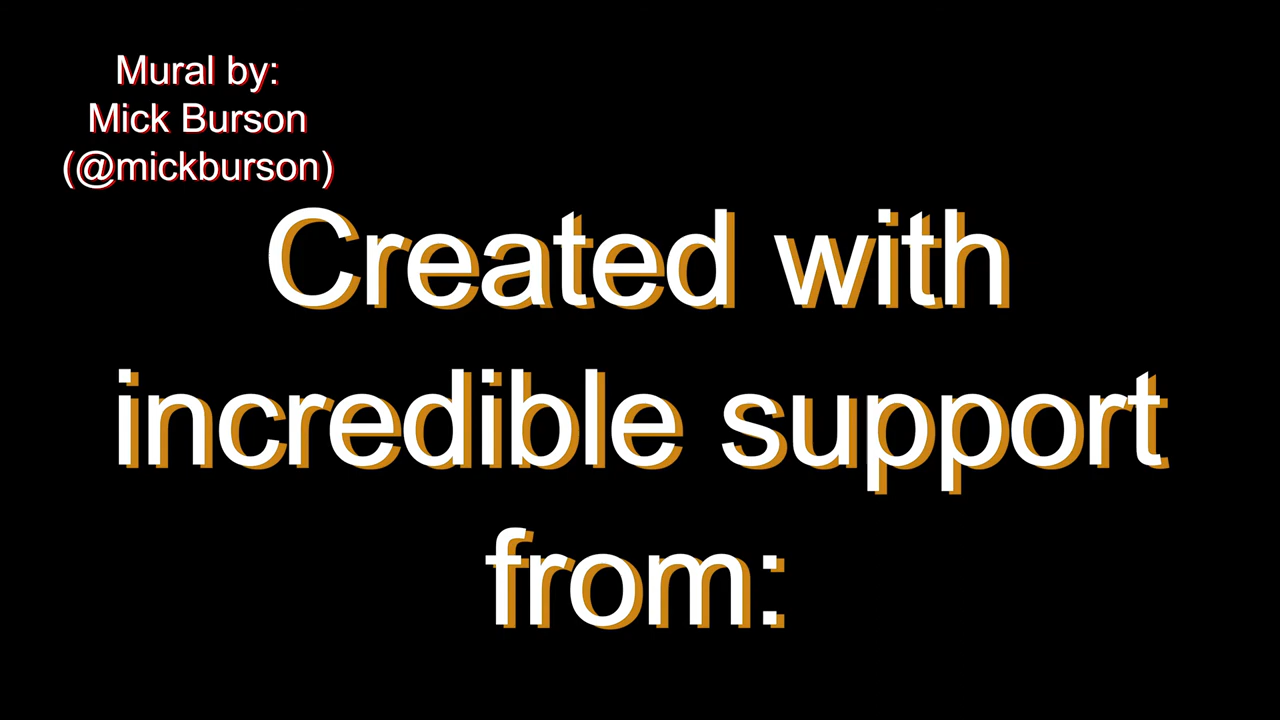 Mural by:
Mick Burson
(@mickburson)
Created with
incredible support
from: